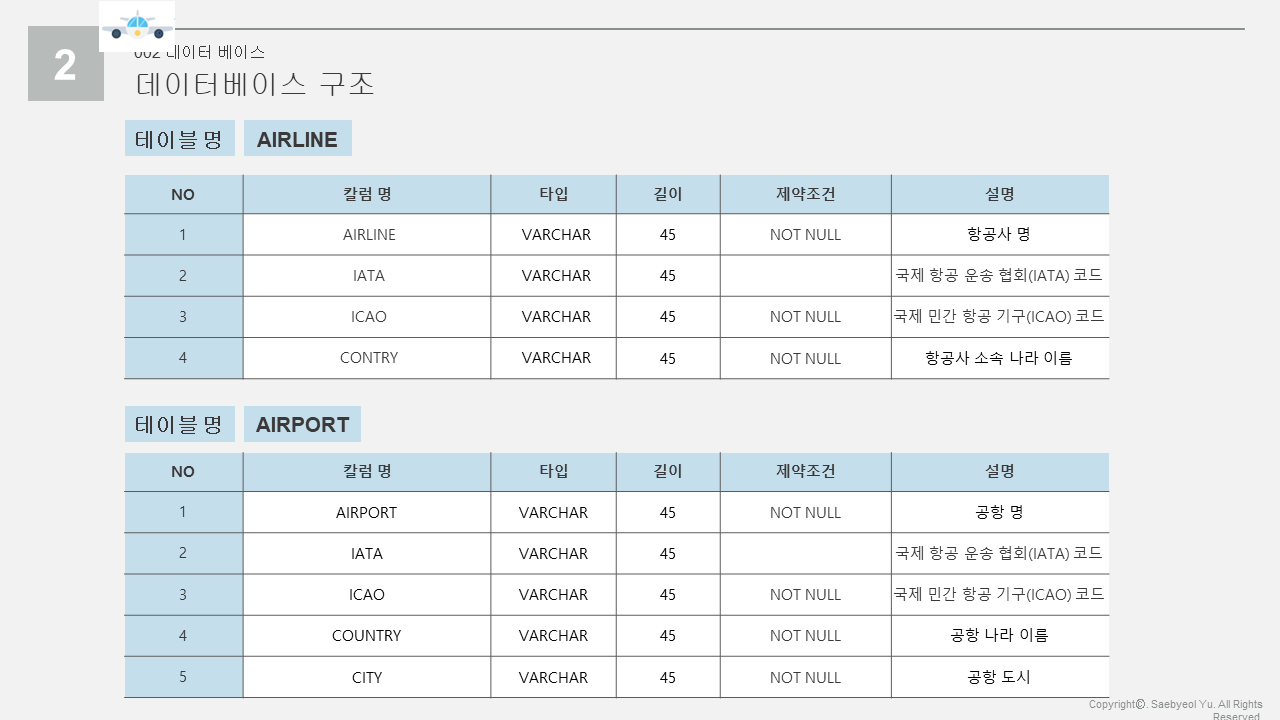 2
002 데이터 베이스
데이터베이스 구조
테이블 명 AIRLINE
NO 칼럼 명 타입 길이 제약조건 설명
1 AIRLINE VARCHAR 45 NOT NULL 항공사 명
2 IATA VARCHAR 45 국제 항공 운송 협회(IATA) 코드
3 ICAO VARCHAR 45 NOT NULL 국제 민간 항공 기구(ICAO) 코드
4 CONTRY VARCHAR 45 NOT NULL 항공사 소속 나라 이름
테이블 명 AIRPORT
NO 칼럼 명 타입 길이 제약조건 설명
1 AIRPORT VARCHAR 45 NOT NULL 공항 명
2 IATA VARCHAR 45 국제 항공 운송 협회(IATA) 코드
3 ICAO VARCHAR 45 NOT NULL 국제 민간 항공 기구(ICAO) 코드
4 COUNTRY VARCHAR 45 NOT NULL 공항 나라 이름
5 CITY VARCHAR 45 NOT NULL 공항 도시
Copyright©. Saebyeol Yu. All Rights
Reserved.